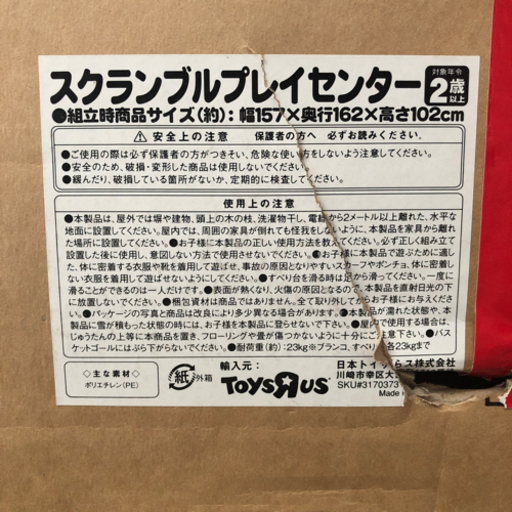 スクランブルプレイセンター
対象年令
2歳以上
●組立時商品サイズ(約):幅157×奥行162×高さ102cm
安全上の注意 保護者の方へ 必ずお読みください.
●ご使用の際は必ず保護者の方がつきそい、危険な使い方をしないよう注意してください。
●安全のため、破損・変形した商品は使用しないでください。
●緩んだり、破損している箇所がないか、定期的に検査してください。
使用上の注意
●本製品は、屋外では塀や建物、頭上の木の枝、洗濯物干し、電線から2メートル以上離れた、水平な
地面に設置してください。屋内では、周りの家具が倒れても怪我をしないように、本製品を家具から離れ
た場所に設置してください。●お子様に本製品の正しい使用方法を教えてください。必ず正しく組み立て
設置した後に使用し、意図しない方法で使用させないでください。●お子様に本製品で遊ぶために適し
た、体に密着する衣服や靴を着用して遊ばせ、事故の原因となりやすいスカーフやポンチョ、体に密着し
ない衣服を着用して遊ばせないでください。●すべり台を滑る時は足から滑ってください。一度に
滑ることができるのは一人だけです。●表面が熱くなり、火傷の原因となるので、本製品を直射日光の下
に放置しないでください。●梱包資材は商品ではありません。全て取り外してからお子様にお与えくださ
い。●パッケージの写真と商品は改良により多少異なる場合があります。●本製品が濡れた状態や、本
製品に雪が積もった状態の時には、お子様を本製品に登らせないで下さい。●屋内で使用する場合は、
じゅうたんの上等に本商品を置き、フローリングや畳が傷つかないように十分にご注意ください。●バス
ケットゴールにはぶら下がらないでください。●耐荷重(約):23kg※ブランコ、すべり台各23kgまで
◇主な素材◇
ポリエチレン(PE)
紙 外箱
輸入元:
TOYSRUS
日本トイザらス株式会社
川崎市幸区大
SKU#3170373
Made i